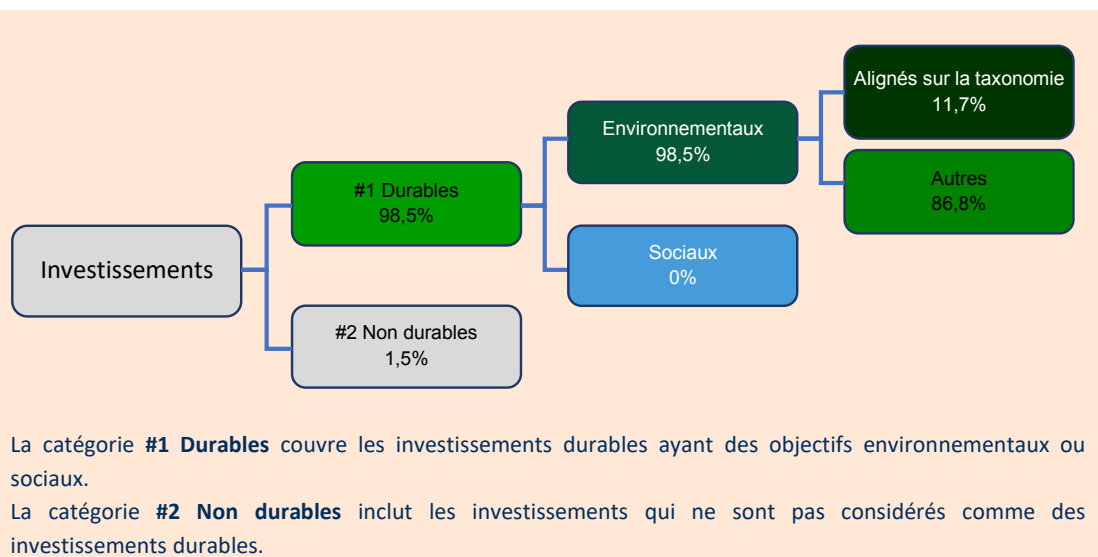 Investissements
#1 Durables
98,5%
#2 Non durables
1,5%
Environnementaux
98,5%
Sociaux
0%
Alignés sur la taxonomie
11,7%
Autres
86,8%
La catégorie #1 Durables couvre les investissements durables ayant des objectifs environnementaux ou
sociaux.
La catégorie #2 Non durables inclut les investissements qui ne sont pas considérés comme des
investissements durables.